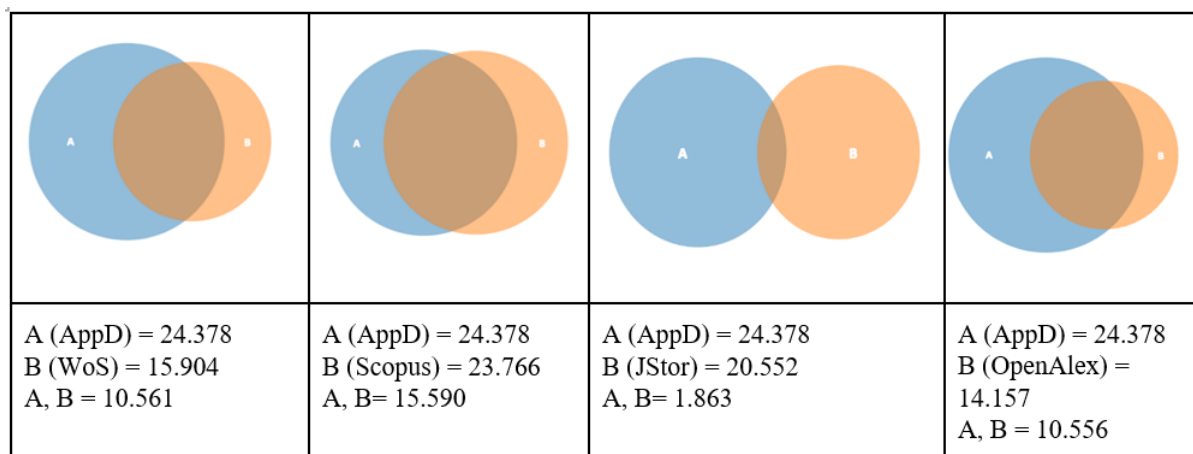 A B
A B
A B
A B
A (AppD) = 24.378
B (WoS) = 15.904
A, B = 10.561
A (AppD) = 24.378
B (Scopus) = 23.766
A, B= 15.590
A (AppD) = 24.378
B (JStor) = 20.552
A, B= 1.863
A (AppD) = 24.378
B (OpenAlex) =
14.157
A, B = 10.556